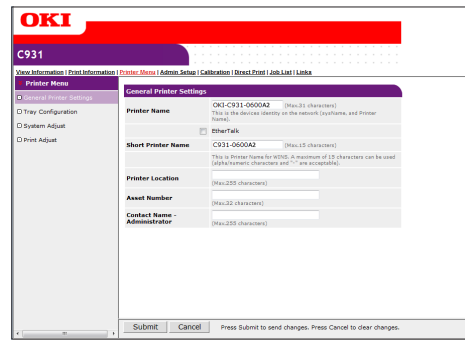 OKI
C931
View Information | Print Information | Printer Menu | Admin Setup | Calibration | Direct Print | Job List | Links
Printer Menu
General Printer Settings
Tray Configuration
System Adjust
Print Adjust
General Printer Settings
Printer Name OKI-C931-0600A2 (Max.31 characters)
This is the devices identity on the network (sysName, and Printer
Name).
EtherTalk
Short Printer Name C931-0600A2 (Max.15 characters)
This is Printer Name for WINS. A maximum of 15 characters can be used
(alpha/numeric characters and "-" are acceptable).
Printer Location
(Max.255 characters)
Asset Number
(Max.32 characters)
Contact Name -
Administrator
(Max.255 characters)
Submit Cancel Press Submit to send changes. Press Cancel to clear changes.